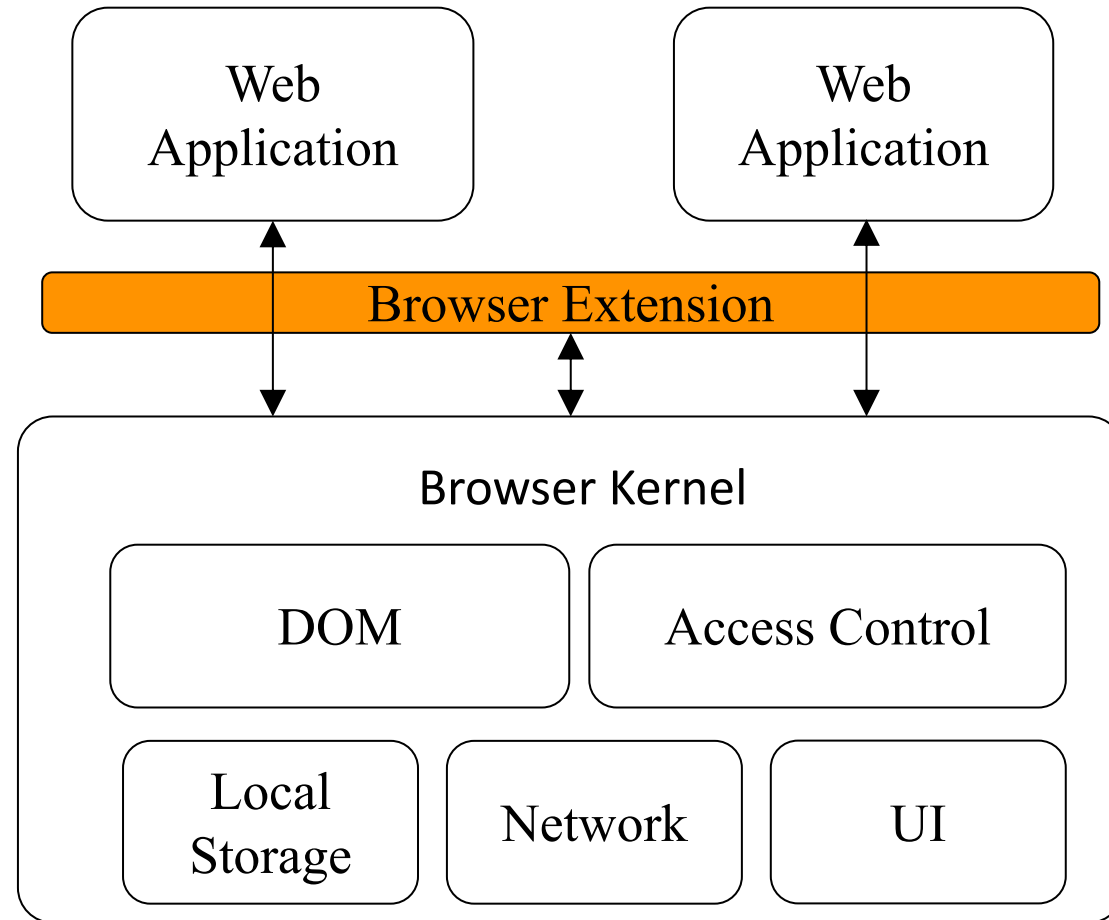 Web
Application
Web
Application
Browser Extension
Browser Kernel
DOM
Access Control
Local
Storage
Network
UI